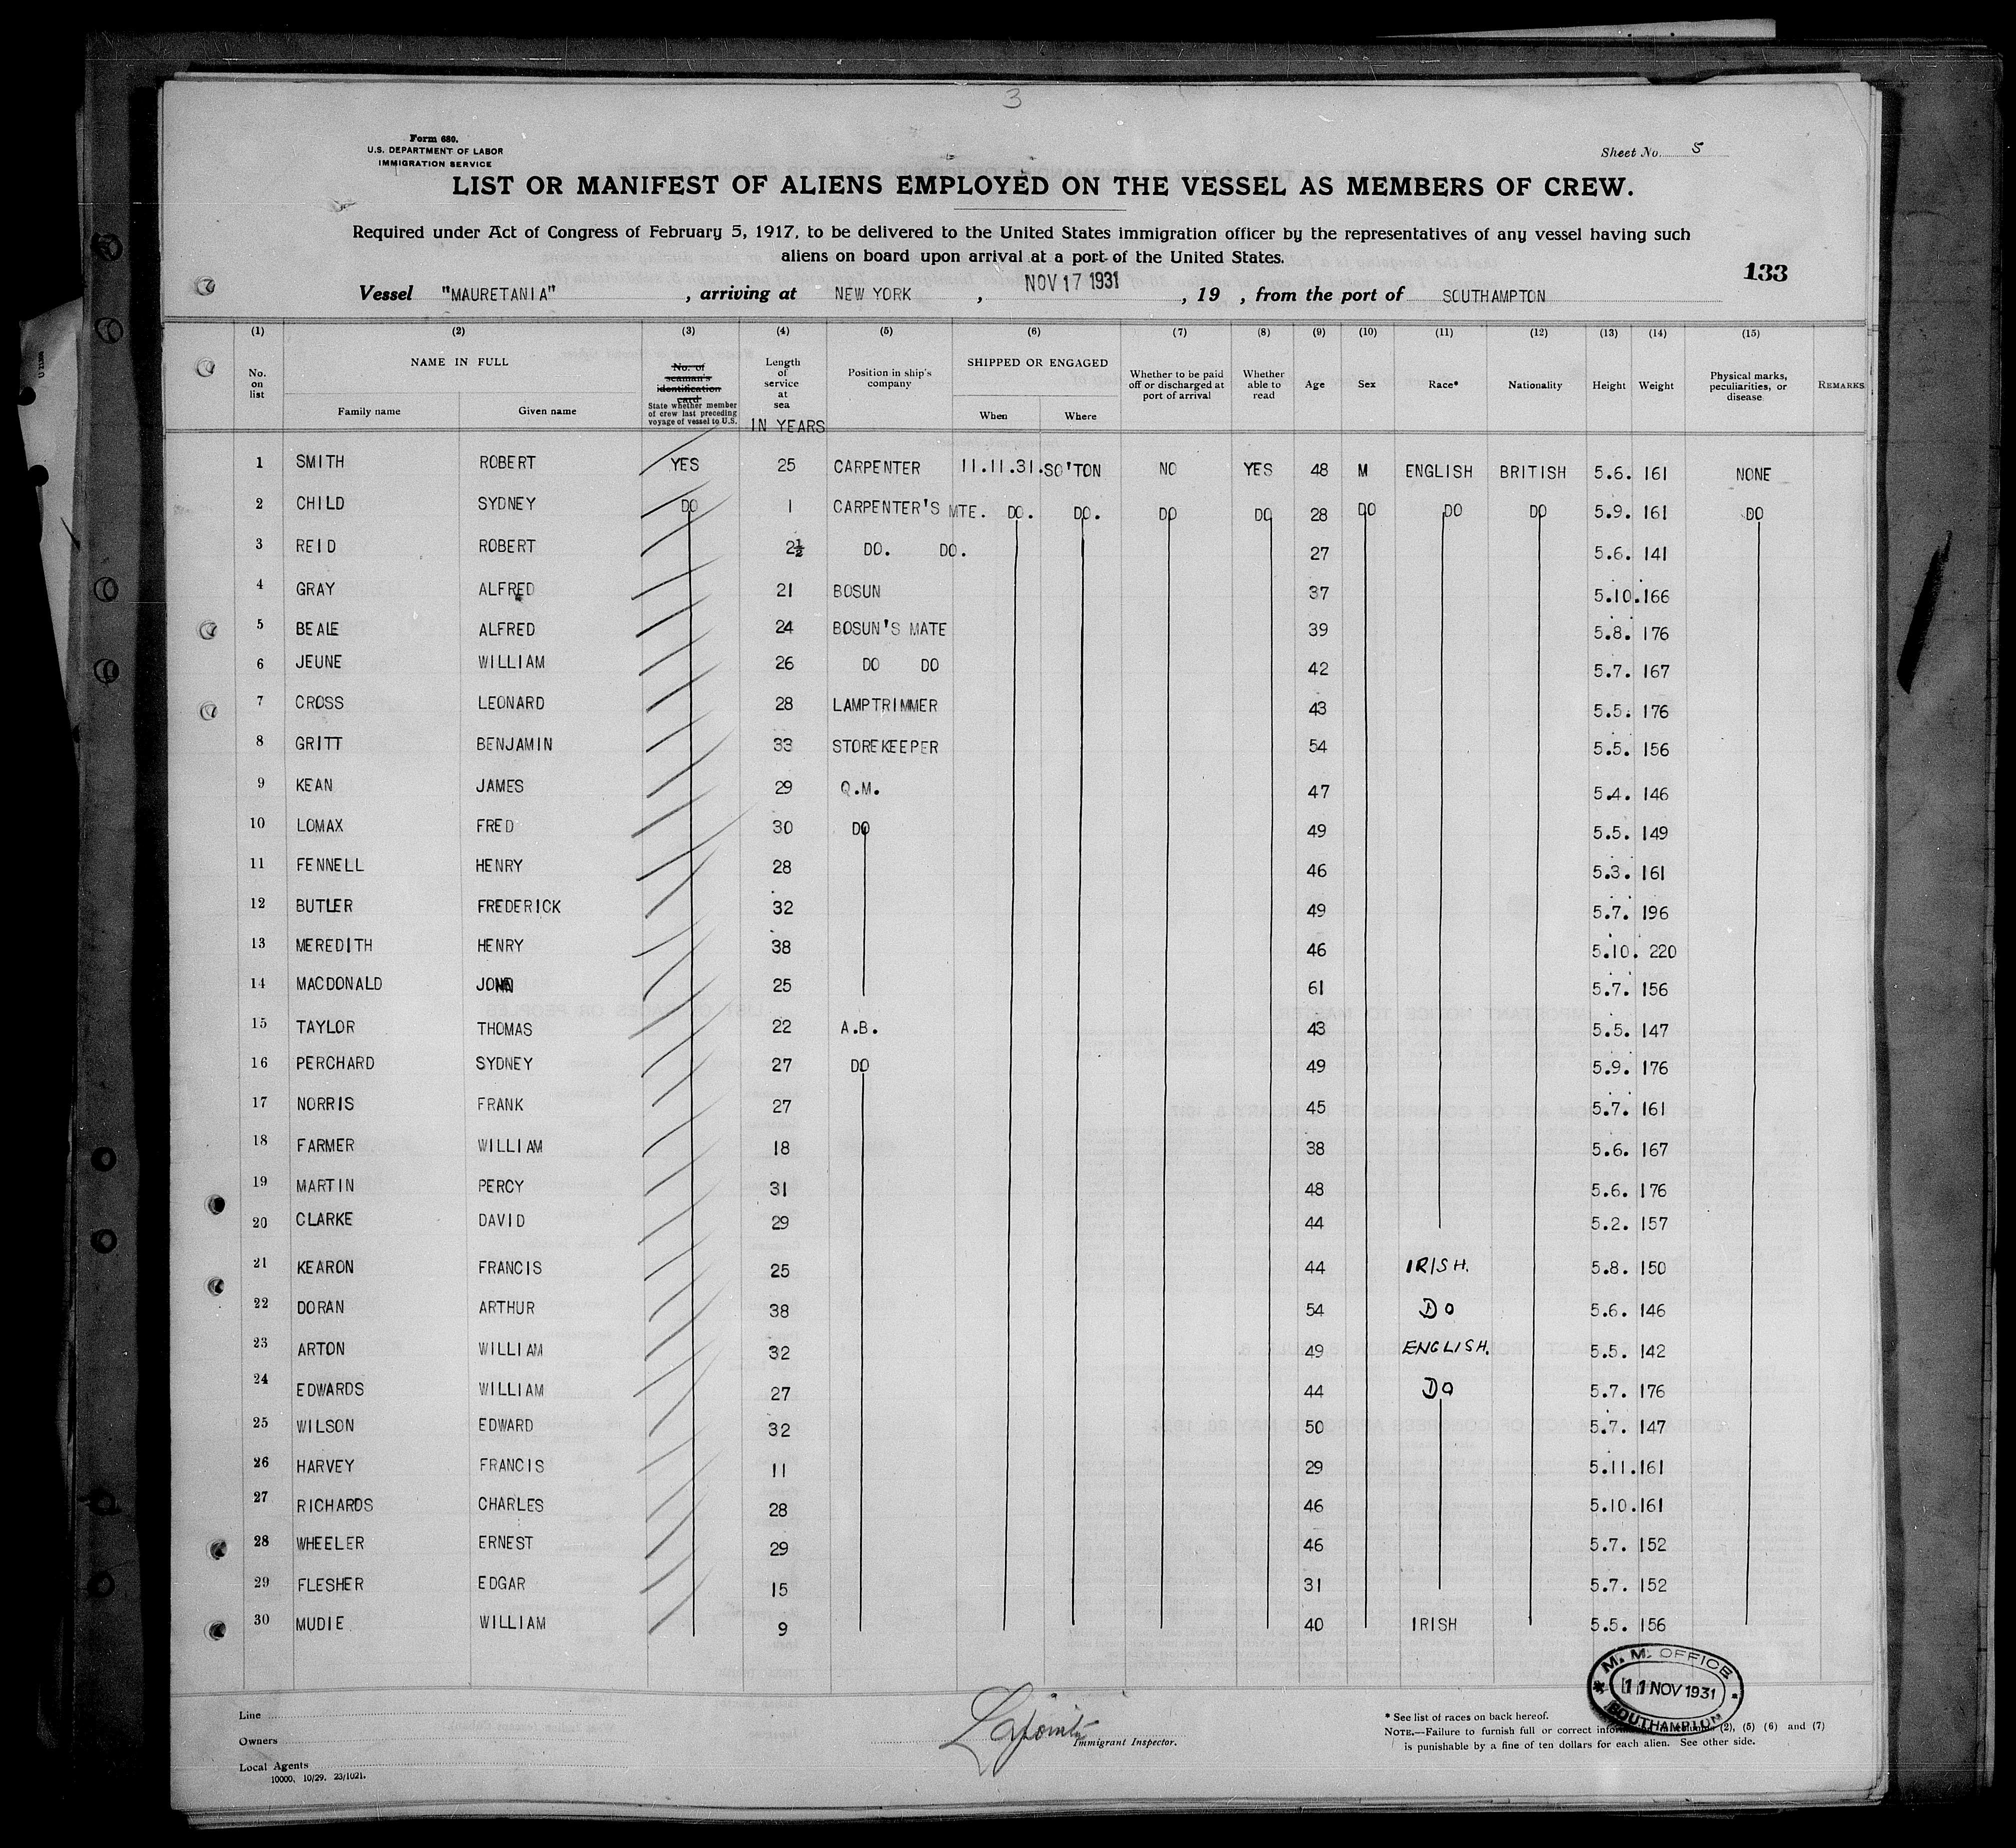 3
Form 680.
U.S. DEPARTMENT OF LABOR
IMMIGRATION SERVICE
Sheet No. 5
LIST OR MANIFEST OF ALIENS EMPLOYED ON THE VESSEL AS MEMBERS OF CREW.
Required under Act of Congress of February 5, 1917, to be delivered to the United States immigration officer by the representatives of any vessel having such
aliens on board upon arrival at a port of the United States.
133
Vessel "MAURETANIA" , arriving at NEW YORK , NOV 17 1931 , 19 , from the port of SOUTHAMPTON
(1) (2) (3) (4) (5) (6) (7) (8) (9) (10) (11) (12) (13) (14) (15)
No. on list
NAME IN FULL
Family name Given name
No. of seaman's identification card
State whether member of crew last preceding voyage of vessel to U.S.
Length of service at sea
IN YEARS
Position in ship's company
SHIPPED OR ENGAGED
When Where
Whether to be paid off or discharged at port of arrival
Whether able to read
Age Sex Race* Nationality Height Weight
Physical marks, peculiarities, or disease
REMARKS
1 SMITH ROBERT YES 25 CARPENTER 11.11.31. SO'TON NO YES 48 M ENGLISH BRITISH 5.6. 161 NONE
2 CHILD SYDNEY DO 1 CARPENTER'S MTE. DO. DO. DO DO 28 DO DO DO 5.9. 161 DO
3 REID ROBERT 2½ DO. DO. 27 5.6. 141
4 GRAY ALFRED 21 BOSUN 37 5.10. 166
5 BEALE ALFRED 24 BOSUN'S MATE 39 5.8. 176
6 JEUNE WILLIAM 26 DO DO 42 5.7. 167
7 CROSS LEONARD 28 LAMPTRIMMER 43 5.5. 176
8 GRITT BENJAMIN 33 STOREKEEPER 54 5.5. 156
9 KEAN JAMES 29 Q.M. 47 5.4. 146
10 LOMAX FRED 30 DO 49 5.5. 149
11 FENNELL HENRY 28 46 5.3. 161
12 BUTLER FREDERICK 32 49 5.7. 196
13 MEREDITH HENRY 38 46 5.10. 220
14 MACDONALD 25 61 5.7. 156
15 TAYLOR THOMAS 22 A.B. 43 5.5. 147
16 PERCHARD SYDNEY 27 DO 49 5.9. 176
17 NORRIS FRANK 27 45 5.7. 161
18 FARMER WILLIAM 18 38 5.6. 167
19 MARTIN PERCY 31 48 5.6. 176
20 CLARKE DAVID 29 44 5.2. 157
21 KEARON FRANCIS 25 44 IRISH. 5.8. 150
22 DORAN ARTHUR 38 54 DO 5.6. 146
23 ARTON WILLIAM 32 49 ENGLISH. 5.5. 142
24 EDWARDS WILLIAM 27 44 DO 5.7. 176
25 WILSON EDWARD 32 50 5.7. 147
26 HARVEY FRANCIS 11 29 5.11. 161
27 RICHARDS CHARLES 28 46 5.10. 161
28 WHEELER ERNEST 29 46 5.7. 152
29 FLESHER EDGAR 15 31 5.7. 152
30 MUDIE WILLIAM 9 40 IRISH 5.5. 156
M. M. OFFICE
11 NOV 1931
SOUTHAMPTON
Line
Owners
Local Agents
10000, 10/29. 23/1021.
Immigrant Inspector.
* See list of races on back hereof.
NOTE.—Failure to furnish full or correct (2), (5) (6) and (7)
is punishable by a fine of ten dollars for each alien. See other side.